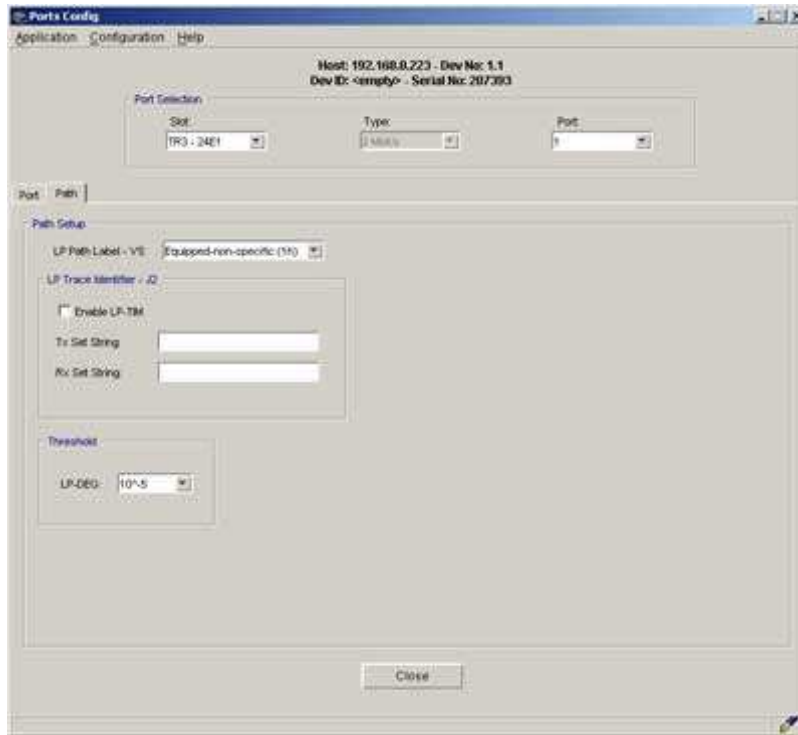 Ports Config
Application Configuration Help
Host: 192.168.0.223 - Dev No: 1.1
Dev ID: <empty> - Serial No: 207393
Port Selection
Slot: Type: Port:
TR3 - 24E1 2 Mbit/s 1
Port Path
Path Setup
LP Path Label - V5: Equipped-non-specific (1h)
LP Trace Identifier - J2
Enable LP-TIM
Tx Set String:
Rx Set String:
Threshold
LP-DEG: 10^-5
Close